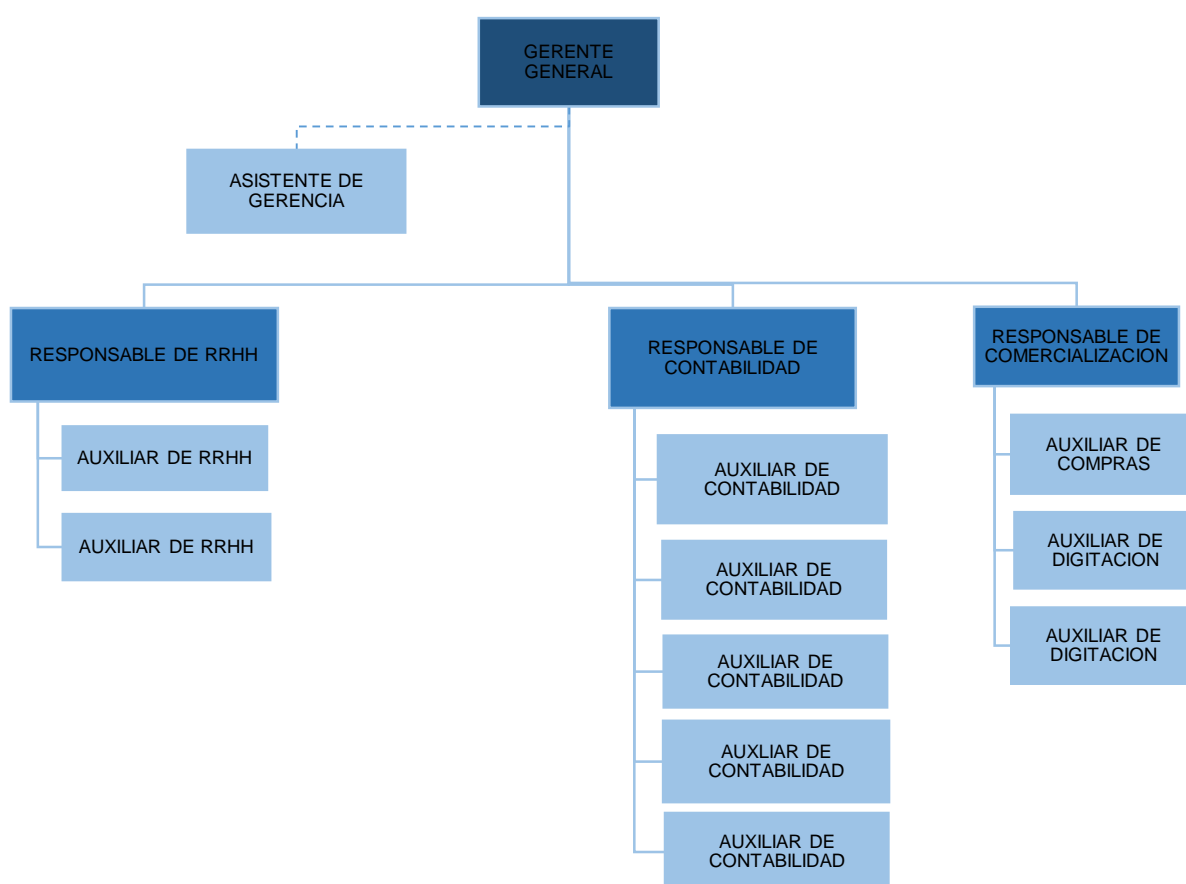 GERENTE
GENERAL
ASISTENTE DE
GERENCIA
RESPONSABLE DE RRHH
AUXILIAR DE RRHH
AUXILIAR DE RRHH
RESPONSABLE DE
CONTABILIDAD
AUXILIAR DE
CONTABILIDAD
AUXILIAR DE
CONTABILIDAD
AUXILIAR DE
CONTABILIDAD
AUXLIAR DE
CONTABILIDAD
AUXILIAR DE
CONTABILIDAD
RESPONSABLE DE
COMERCIALIZACION
AUXILIAR DE
COMPRAS
AUXILIAR DE
DIGITACION
AUXILIAR DE
DIGITACION